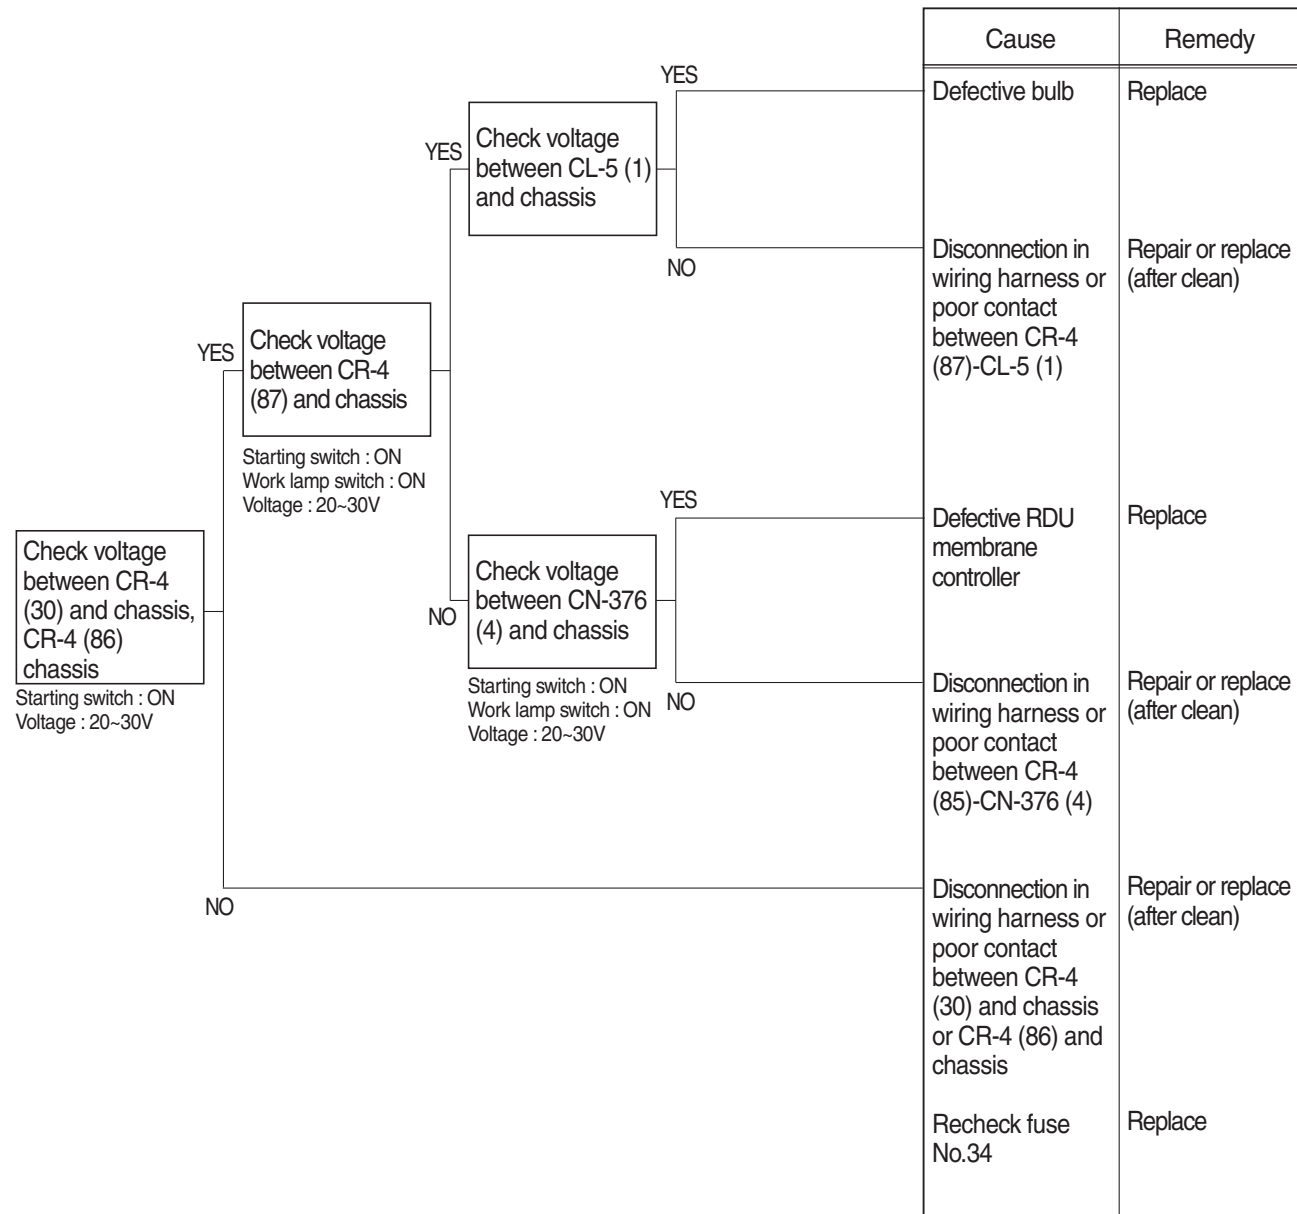 Cause
Remedy
YES
Defective bulb
Replace
Check voltage
between CL-5 (1)
and chassis
YES
NO
Disconnection in
wiring harness or
poor contact
between CR-4
(87)-CL-5 (1)
Repair or replace
(after clean)
YES
Check voltage
between CR-4
(87) and chassis
Starting switch : ON
Work lamp switch : ON
Voltage : 20~30V
YES
Defective RDU
membrane
controller
Replace
Check voltage
between CR-4
(30) and chassis,
CR-4 (86)
chassis
Starting switch : ON
Voltage : 20~30V
NO
Check voltage
between CN-376
(4) and chassis
Starting switch : ON
Work lamp switch : ON
Voltage : 20~30V
NO
Disconnection in
wiring harness or
poor contact
between CR-4
(85)-CN-376 (4)
Repair or replace
(after clean)
NO
Disconnection in
wiring harness or
poor contact
between CR-4
(30) and chassis
or CR-4 (86) and
chassis
Repair or replace
(after clean)
Recheck fuse
No.34
Replace